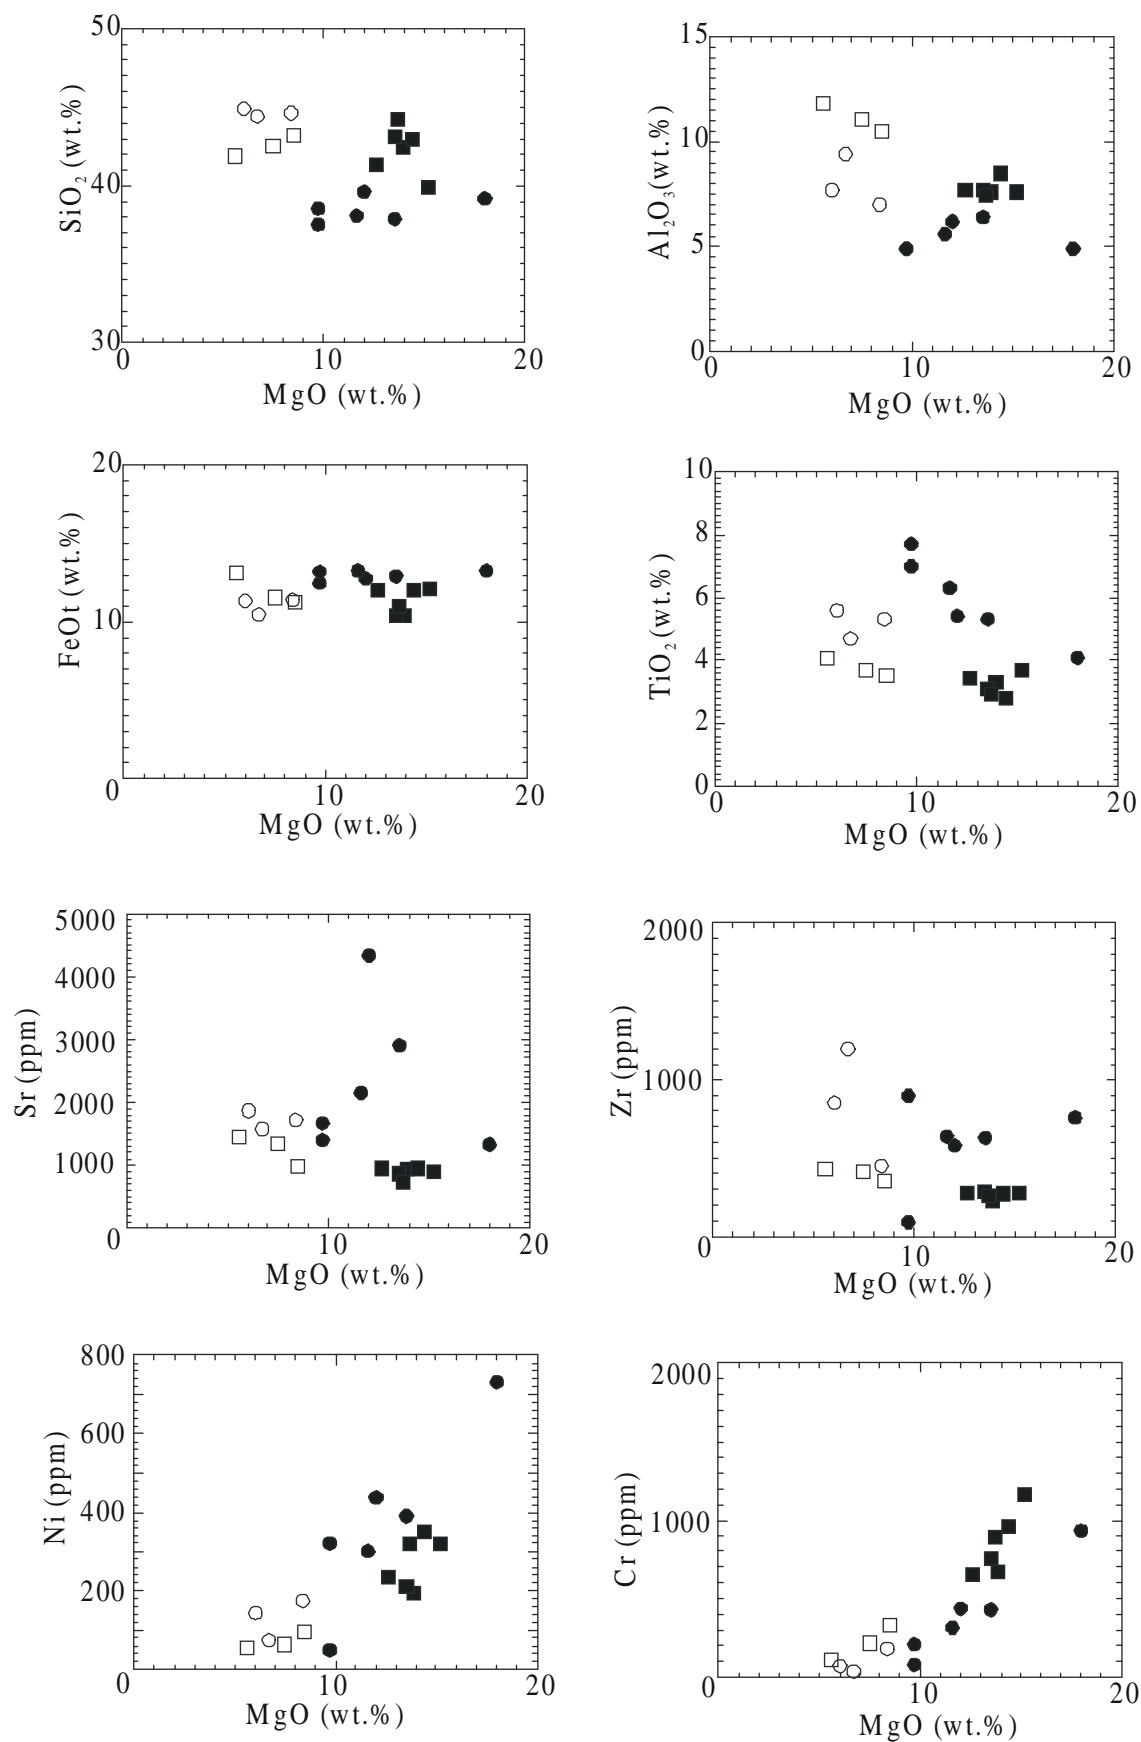 50
40
30
SiO2 (wt.%)
0 10 20
MgO (wt.%)
15
10
5
0
Al2O3(wt.%)
0 10 20
MgO (wt.%)
20
10
0
FeOt (wt.%)
10 20
MgO (wt.%)
10
8
6
4
2
0
TiO2 (wt.%)
0 10 20
MgO (wt.%)
5000
4000
3000
2000
1000
0
Sr (ppm)
10 20
MgO (wt.%)
2000
1000
0
Zr (ppm)
10 20
MgO (wt.%)
800
600
400
200
0
Ni (ppm)
10 20
MgO (wt.%)
2000
1000
0
Cr (ppm)
10 20
MgO (wt.%)